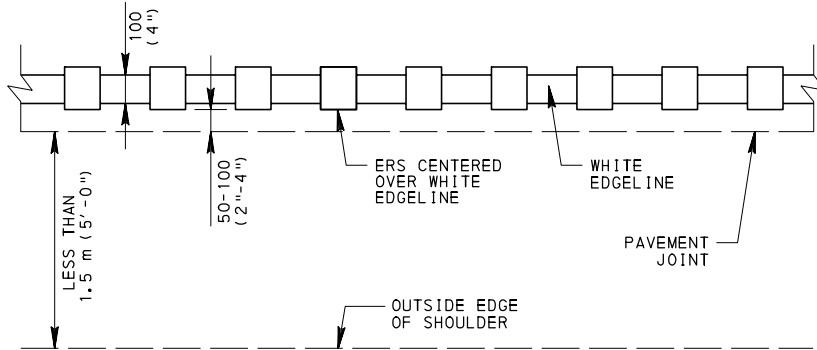 100
(4")
ERS CENTERED
OVER WHITE
EDGELINE
WHITE
EDGELINE
50-100
(2"-4")
PAVEMENT
JOINT
LESS THAN
1.5 m (5'-0")
OUTSIDE EDGE
OF SHOULDER